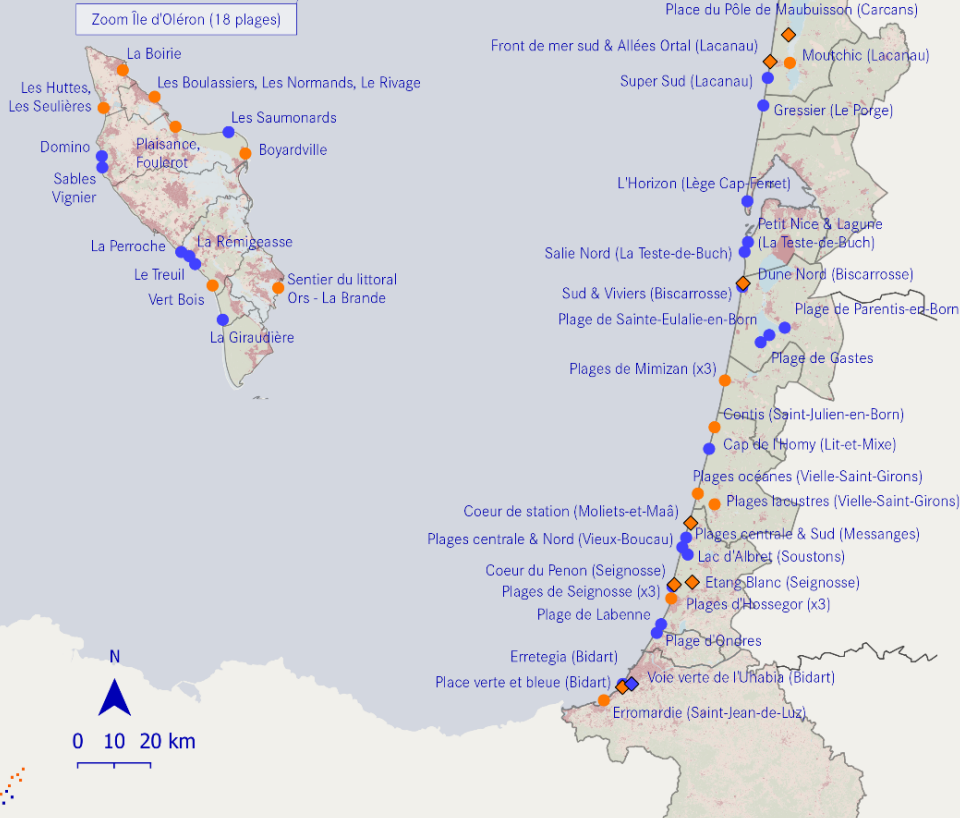 Zoom Île d'Oléron (18 plages)
La Boirie
Les Boulassiers, Les Normands, Le Rivage
Les Huttes,
Les Seulières
Les Saumonards
Plaisance,
Foulerot
Boyardville
Domino
Sables
Vignier
La Perroche
La Remigeasse
Le Treuil
Vert Bois
Sentier du littoral
Ors - La Brande
La Giraudière
Place du Pôle de Maubuisson (Carcans)
Front de mer sud & Allées Ortal (Lacanau)
Moutchic (Lacanau)
Super Sud (Lacanau)
Gressier (Le Porge)
L'Horizon (Lège Cap-Ferret)
Petit Nice & Lagune
(La Teste-de-Buch)
Salie Nord (La Teste-de-Buch)
Dune Nord (Biscarrosse)
Sud & Viviers (Biscarrosse)
Plage de Parentis-en-Born
Plage de Sainte-Eulalie-en-Born
Plage de Gastes
Plages de Mimizan (x3)
Contis (Saint-Julien-en-Born)
Cap de l'Homy (Lit-et-Mixe)
Plages océanes (Vielle-Saint-Girons)
Plages lacustres (Vielle-Saint-Girons)
Coeur de station (Moliets-et-Maâ)
Plages centrale & Sud (Messanges)
Plages centrale & Nord (Vieux-Boucau)
Lac d'Albret (Soustons)
Coeur du Penon (Seignosse)
Etang Blanc (Seignosse)
Plages de Seignosse (x3)
Plages d'Hossegor (x3)
Plage de Labenne
Plage d'Ondres
Erretegia (Bidart)
Voie verte de l'Uhabia (Bidart)
Place verte et bleue (Bidart)
Erromardie (Saint-Jean-de-Luz)
N
0 10 20 km